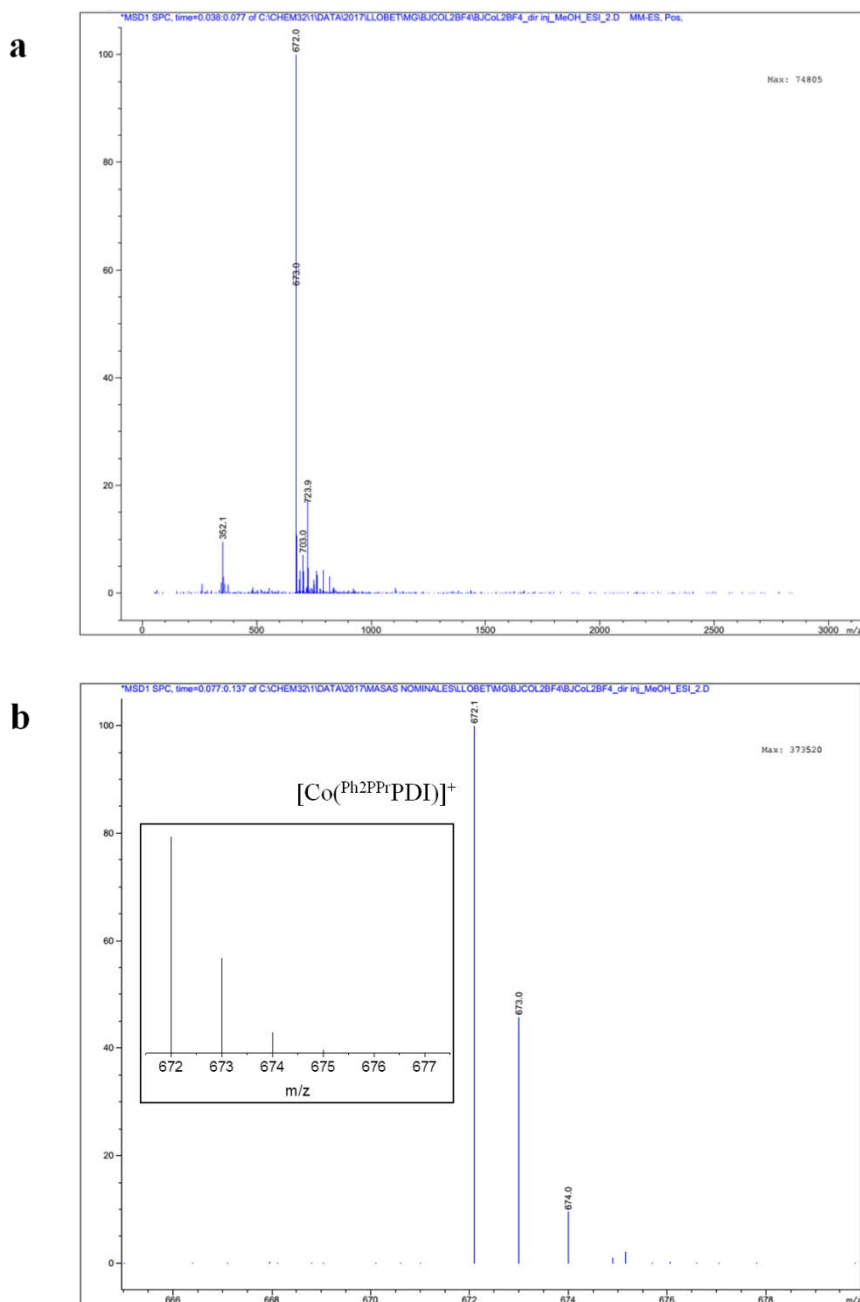 a
*MSD1 SPC, time=0.038:0.077 of C:\CHEM32\1\DATA\2017\LLOBET\MG\BJCOL2BF4\BJCoL2BF4_dir inj_MeOH_ESI_2.D MM-ES, Pos,
Max: 74805
672.0
673.0
723.9
703.0
352.1
100
80
60
40
20
0
0 500 1000 1500 2000 2500 3000 m/z
b
*MSD1 SPC, time=0.077:0.137 of C:\CHEM32\1\DATA\2017\MASAS NOMINALES\LLOBET\MG\BJCOL2BF4\BJCoL2BF4_dir inj_MeOH_ESI_2.D
Max: 373520
672.1
[Co(Ph2PPrPDI)]+
673.0
674.0
672 673 674 675 676 677
m/z
100
80
60
40
20
0
666 668 670 672 674 676 678 m/z